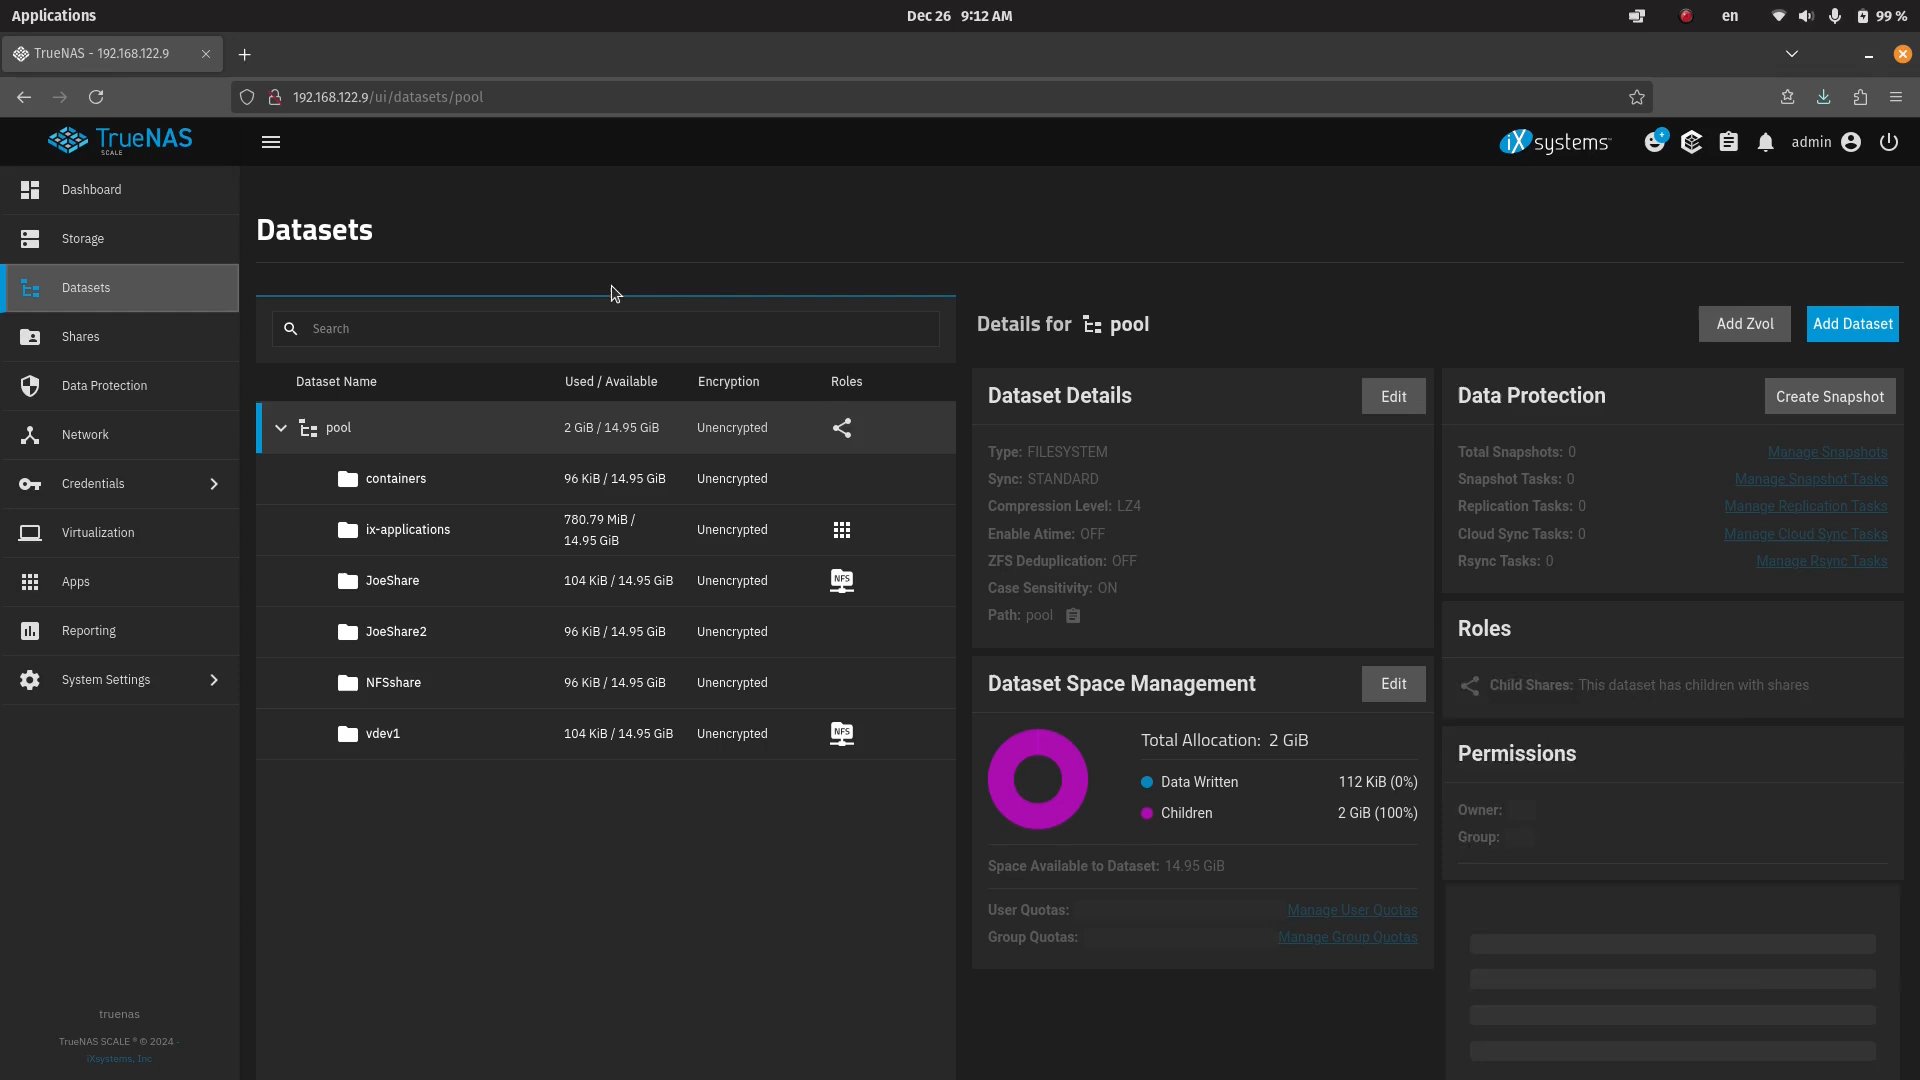 Applications
Dec 26 9:12 AM
en
99 %
TrueNAS - 192.168.122.9
192.168.122.9/ui/datasets/pool
TrueNAS
SCALE
iXsystems
admin
Dashboard
Storage
Datasets
Shares
Data Protection
Network
Credentials
Virtualization
Apps
Reporting
System Settings
truenas
TrueNAS SCALE ® © 2024 -
iXsystems, Inc
Datasets
Search
Dataset Name Used / Available Encryption Roles
pool 2 GiB / 14.95 GiB Unencrypted
containers 96 KiB / 14.95 GiB Unencrypted
ix-applications 780.79 MiB / 14.95 GiB Unencrypted
JoeShare 104 KiB / 14.95 GiB Unencrypted NFS
JoeShare2 96 KiB / 14.95 GiB Unencrypted
NFSshare 96 KiB / 14.95 GiB Unencrypted
vdev1 104 KiB / 14.95 GiB Unencrypted NFS
Details for pool
Add Zvol
Add Dataset
Dataset Details
Edit
Type: FILESYSTEM
Sync: STANDARD
Compression Level: LZ4
Enable Atime: OFF
ZFS Deduplication: OFF
Case Sensitivity: ON
Path: pool
Dataset Space Management
Edit
Total Allocation: 2 GiB
Data Written 112 KiB (0%)
Children 2 GiB (100%)
Space Available to Dataset: 14.95 GiB
User Quotas: Manage User Quotas
Group Quotas: Manage Group Quotas
Data Protection
Create Snapshot
Total Snapshots: 0 Manage Snapshots
Snapshot Tasks: 0 Manage Snapshot Tasks
Replication Tasks: 0 Manage Replication Tasks
Cloud Sync Tasks: 0 Manage Cloud Sync Tasks
Rsync Tasks: 0 Manage Rsync Tasks
Roles
Child Shares: This dataset has children with shares
Permissions
Owner:
Group: